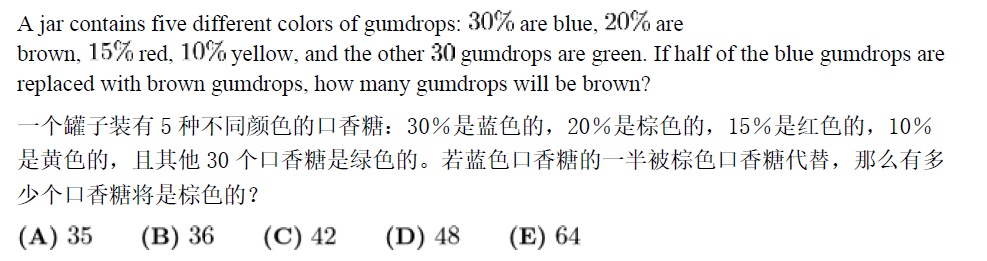 A jar contains five different colors of gumdrops: 30% are blue, 20% are
brown, 15% red, 10% yellow, and the other 30 gumdrops are green. If half of the blue gumdrops are
replaced with brown gumdrops, how many gumdrops will be brown?
一个罐子装有 5 种不同颜色的口香糖：30%是蓝色的，20%是棕色的，15%是红色的，10%
是黄色的，且其他 30 个口香糖是绿色的。若蓝色口香糖的一半被棕色口香糖代替，那么有多
少个口香糖将是棕色的？
(A) 35 (B) 36 (C) 42 (D) 48 (E) 64